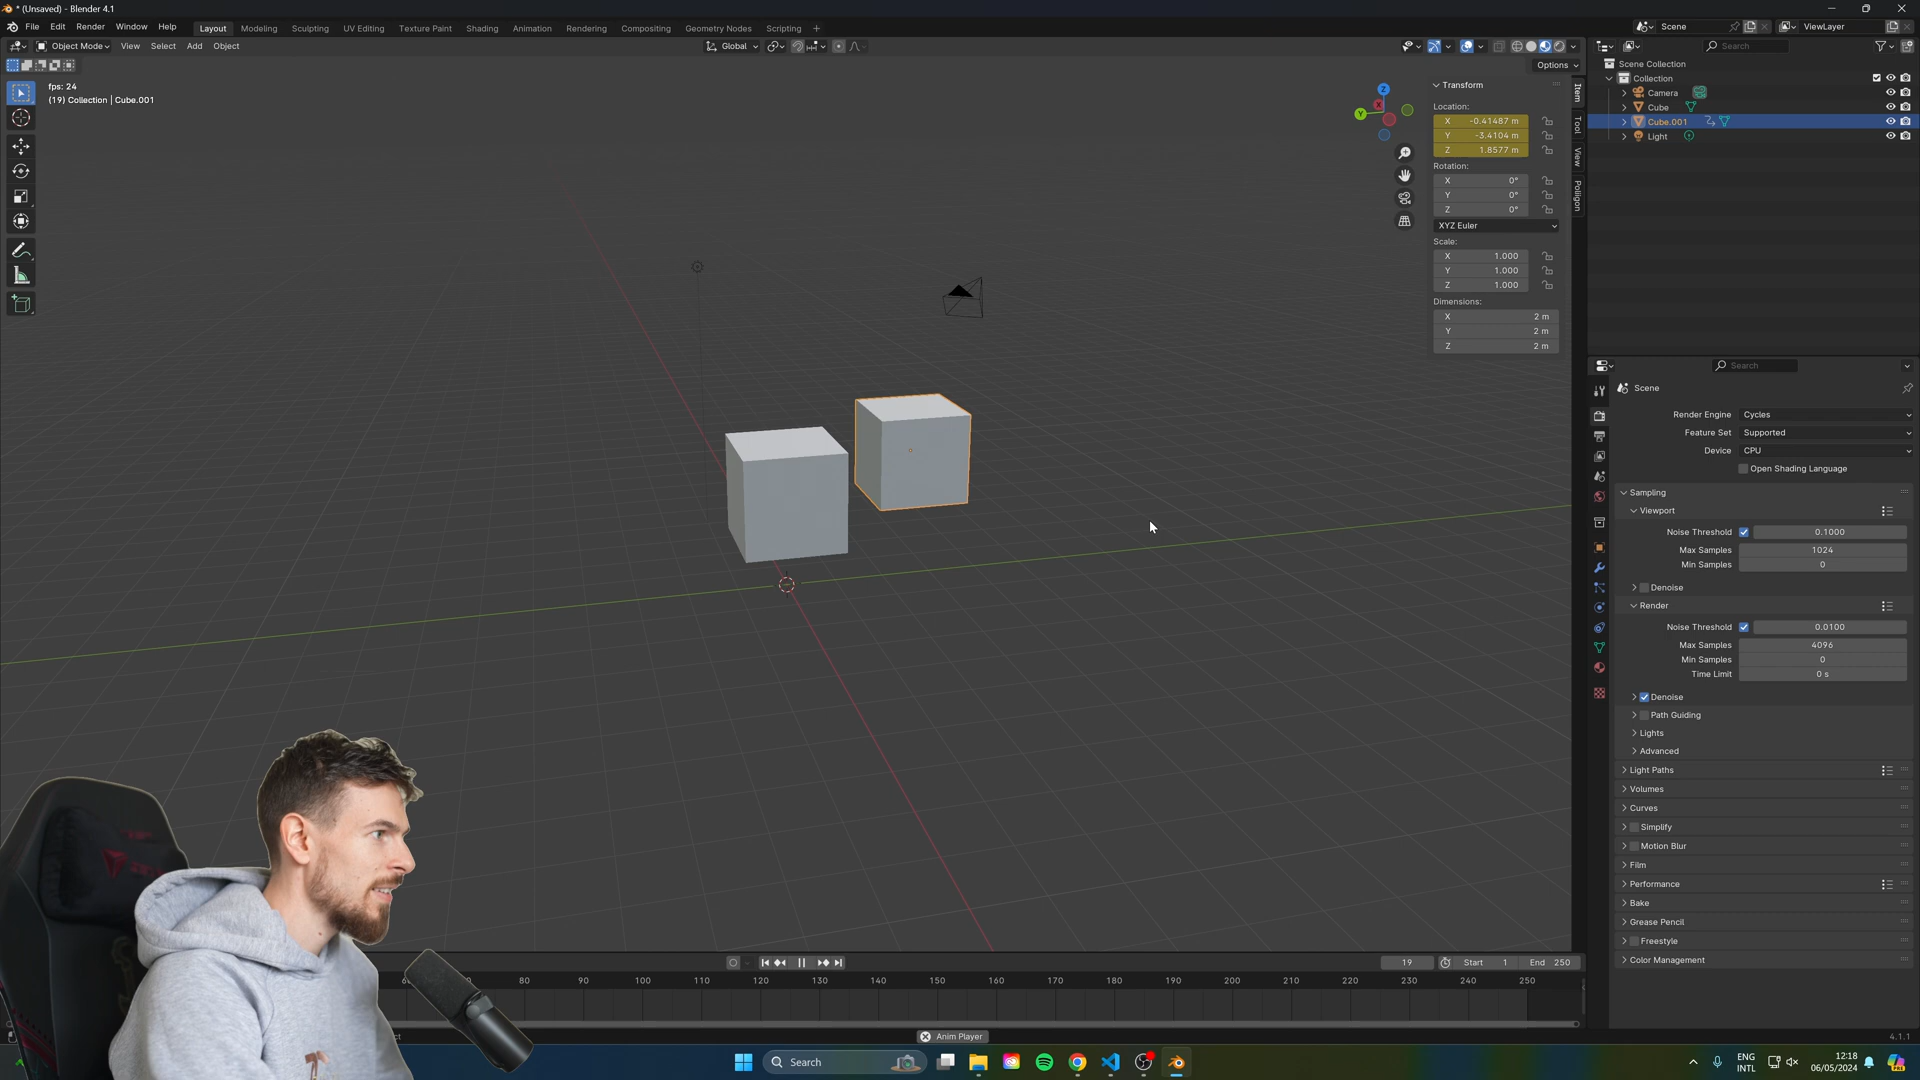 * (Unsaved) - Blender 4.1
File Edit Render Window Help Layout Modeling Sculpting UV Editing Texture Paint Shading Animation Rendering Compositing Geometry Nodes Scripting + Scene ViewLayer
Object Mode View Select Add Object Global Search
Options
fps: 24
(19) Collection | Cube.001
Transform
Location:
X -0.41487 m
Y -3.4104 m
Z 1.8577 m
Rotation:
X 0°
Y 0°
Z 0°
XYZ Euler
Scale:
X 1.000
Y 1.000
Z 1.000
Dimensions:
X 2 m
Y 2 m
Z 2 m
Item
Tool
View
Poliigon
Z
Y
X
Scene Collection
Collection
Camera
Cube
Cube.001
Light
Search
Scene
Render Engine Cycles
Feature Set Supported
Device CPU
Open Shading Language
Sampling
Viewport
Noise Threshold 0.1000
Max Samples 1024
Min Samples 0
Denoise
Render
Noise Threshold 0.0100
Max Samples 4096
Min Samples 0
Time Limit 0 s
Denoise
Path Guiding
Lights
Advanced
Light Paths
Volumes
Curves
Simplify
Motion Blur
Film
Performance
Bake
Grease Pencil
Freestyle
Color Management
19 Start 1 End 250
80 90 100 110 120 130 140 150 160 170 180 190 200 210 220 230 240 250
Anim Player
4.1.1
Search
ENG
INTL
12:18
06/05/2024